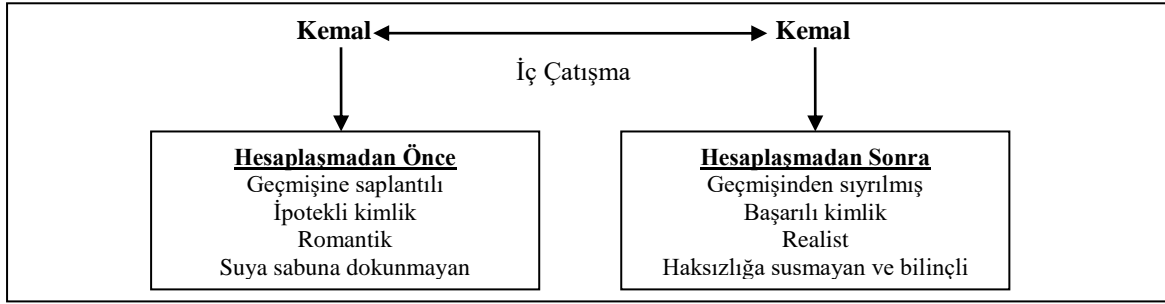 Kemal Kemal
İç Çatışma
Hesaplaşmadan Önce
Geçmişine saplantılı
İpotekli kimlik
Romantik
Suya sabuna dokunmayan
Hesaplaşmadan Sonra
Geçmişinden sıyrılmış
Başarılı kimlik
Realist
Haksızlığa susmayan ve bilinçli